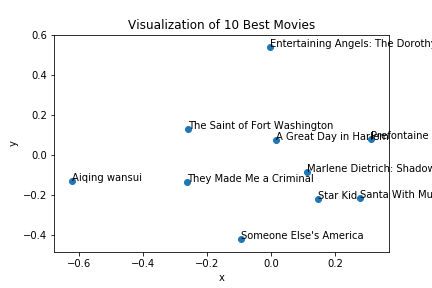 Visualization of 10 Best Movies
0.6
Entertaining Angels: The Dorothy
0.4
0.2
The Saint of Fort Washington
A Great Day in Harlem
Prefontaine
y
0.0
Marlene Dietrich: Shadow
Aiqing wansui
They Made Me a Criminal
−0.2
Star Kid
Santa With Mu
−0.4
Someone Else's America
−0.6
−0.4
−0.2
0.0
0.2
x